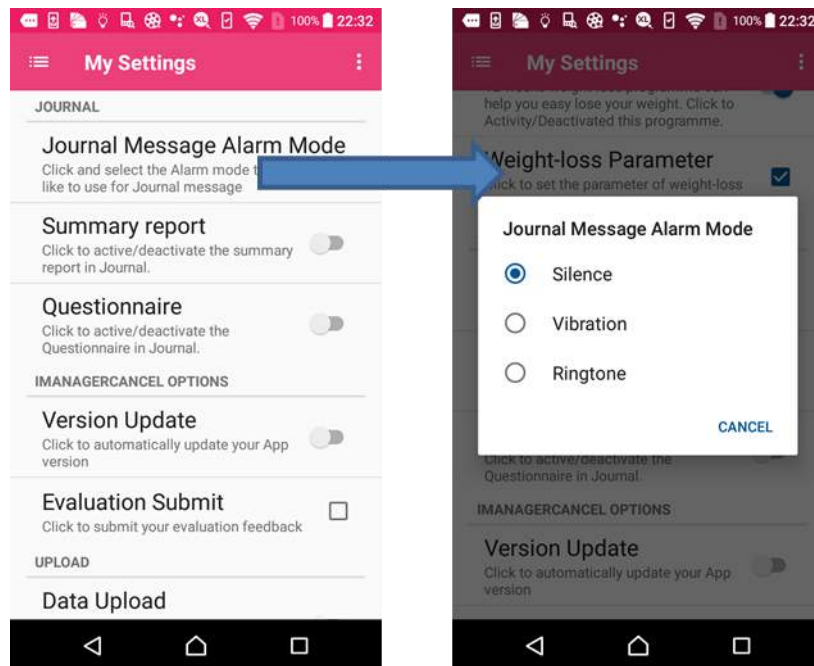 100% 22:32
My Settings
JOURNAL
Journal Message Alarm Mode
Click and select the Alarm mode
like to use for Journal message
Summary report
Click to active/deactivate the summary
report in Journal.
Questionnaire
Click to active/deactivate the
Questionnaire in Journal.
IMANAGERCANCEL OPTIONS
Version Update
Click to automatically update your App
version
Evaluation Submit
Click to submit your evaluation feedback
UPLOAD
Data Upload
100% 22:32
My Settings
help you easy lose your weight. Click to
Activity/Deactivated this programme.
Weight-loss Parameter
Click to set the parameter of weight-loss
Journal Message Alarm Mode
Silence
Vibration
Ringtone
CANCEL
Click to active/deactivate the
Questionnaire in Journal.
IMANAGERCANCEL OPTIONS
Version Update
Click to automatically update your App
version